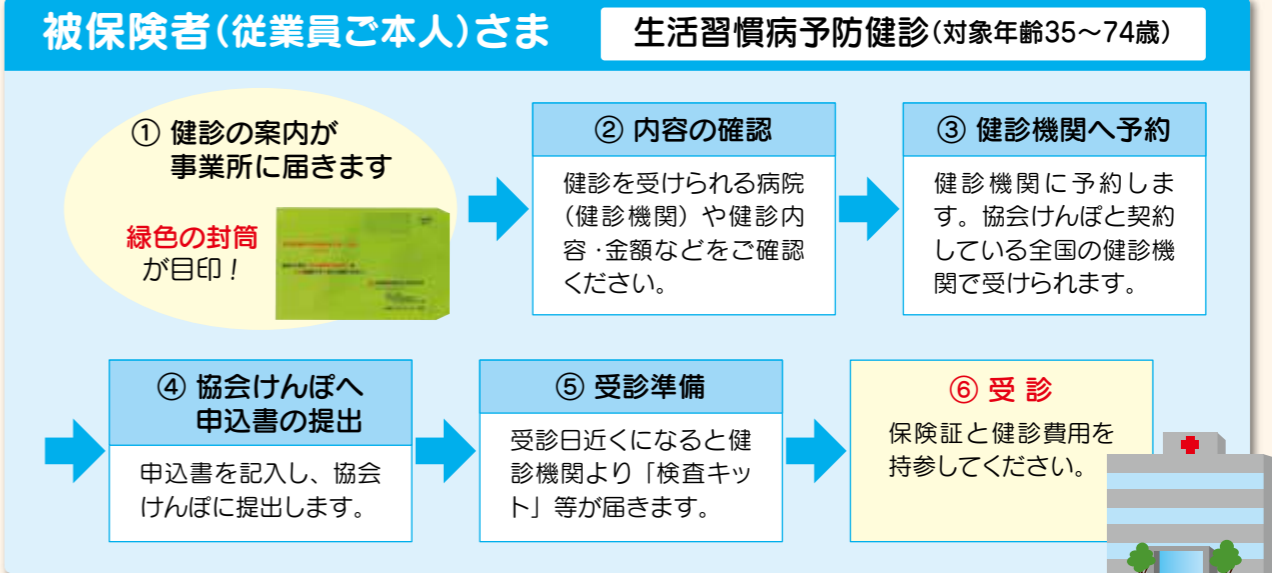 被保険者(従業員ご本人)さま
生活習慣病予防健診(対象年齢35~74歳)
① 健診の案内が
事業所に届きます
緑色の封筒
が目印!
② 内容の確認
健診を受けられる病院
(健診機関)や健診内
容・金額などをご確認
ください。
③ 健診機関へ予約
健診機関に予約しま
す。協会けんぽと契約
している全国の健診機
関で受けられます。
④ 協会けんぽへ
申込書の提出
申込書を記入し、協会
けんぽに提出します。
⑤ 受診準備
受診日近くになると健
診機関より「検査キッ
ト」等が届きます。
⑥ 受 診
保険証と健診費用を
持参してください。